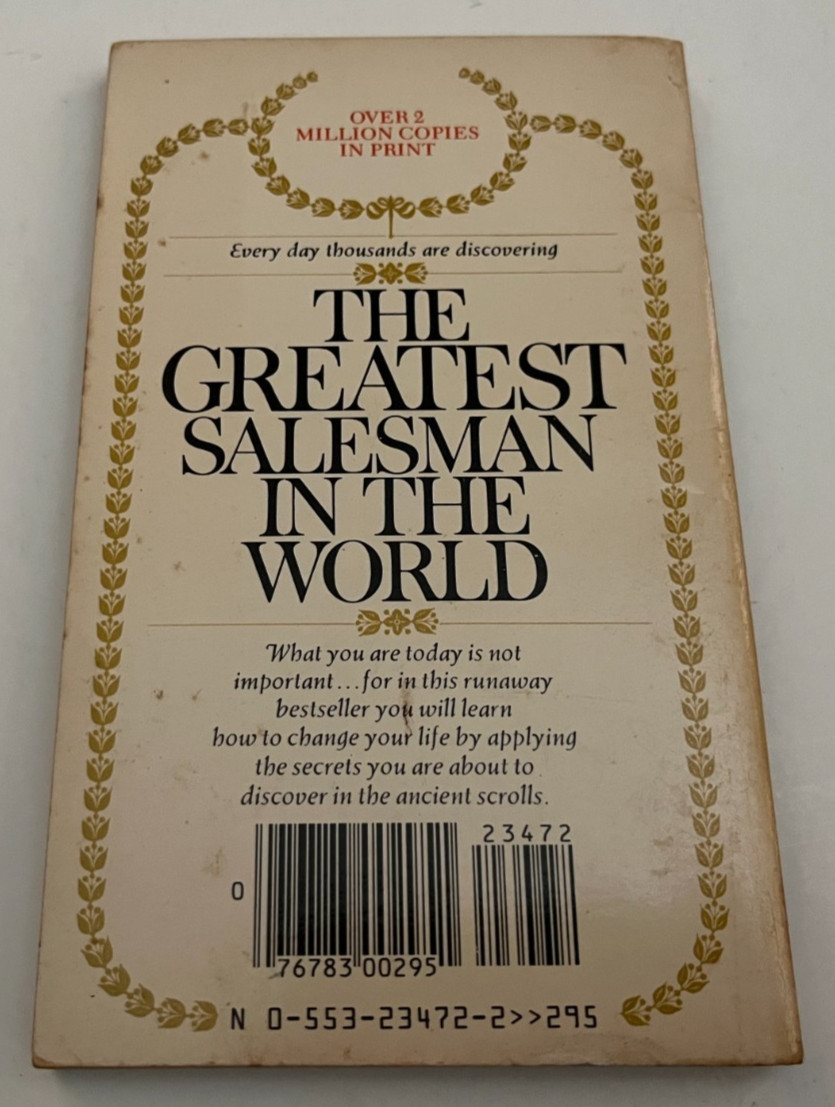 OVER 2
MILLION COPIES
IN PRINT
Every day thousands are discovering
THE
GREATEST
SALESMAN
IN THE
WORLD
What you are today is not
important...for in this runaway
bestseller you will learn
how to change your life by applying
the secrets you are about to
discover in the ancient scrolls.
23472
0
76783 00295
N 0-553-23472-2>>295